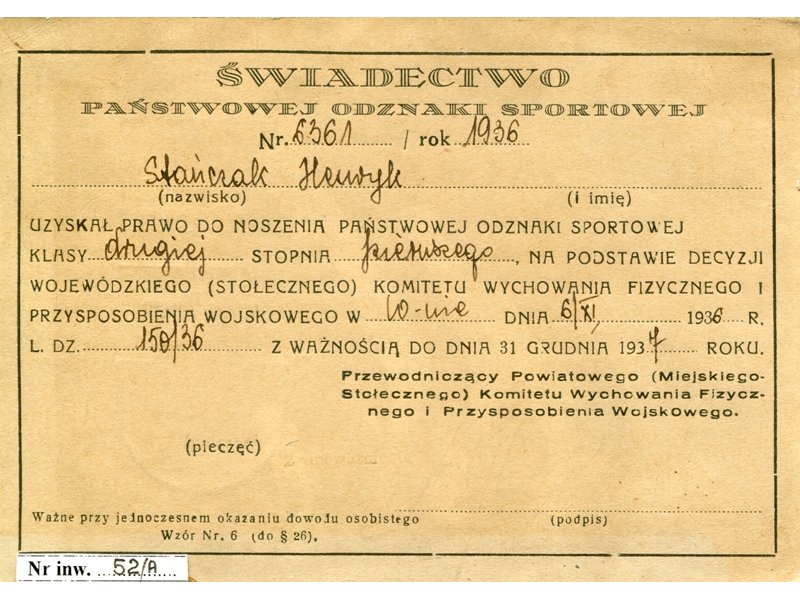 ŚWIADECTWO
PAŃSTWOWEJ ODZNAKI SPORTOWEJ
Nr. 6361 / rok 1936
Stańczak Henryk
(nazwisko) (i imię)
UZYSKAŁ PRAWO DO NOSZENIA PAŃSTWOWEJ ODZNAKI SPORTOWEJ
KLASY drugiej STOPNIA pierwszego, NA PODSTAWIE DECYZJI
WOJEWÓDZKIEGO (STOŁECZNEGO) KOMITETU WYCHOWANIA FIZYCZNEGO I
PRZYSPOSOBIENIA WOJSKOWEGO W DNIA 6/XI, 1936 R.
L. DZ. 150/36 Z WAŻNOŚCIĄ DO DNIA 31 GRUDNIA 1937 ROKU.
Przewodniczący Powiatowego (Miejskiego-
Stołecznego) Komitetu Wychowania Fizycz-
nego i Przysposobienia Wojskowego.
(pieczęć)
Ważne przy jednoczesnem okazaniu dowodu osobistego (podpis)
Wzór Nr. 6 (do § 26).
Nr inw. 52/A